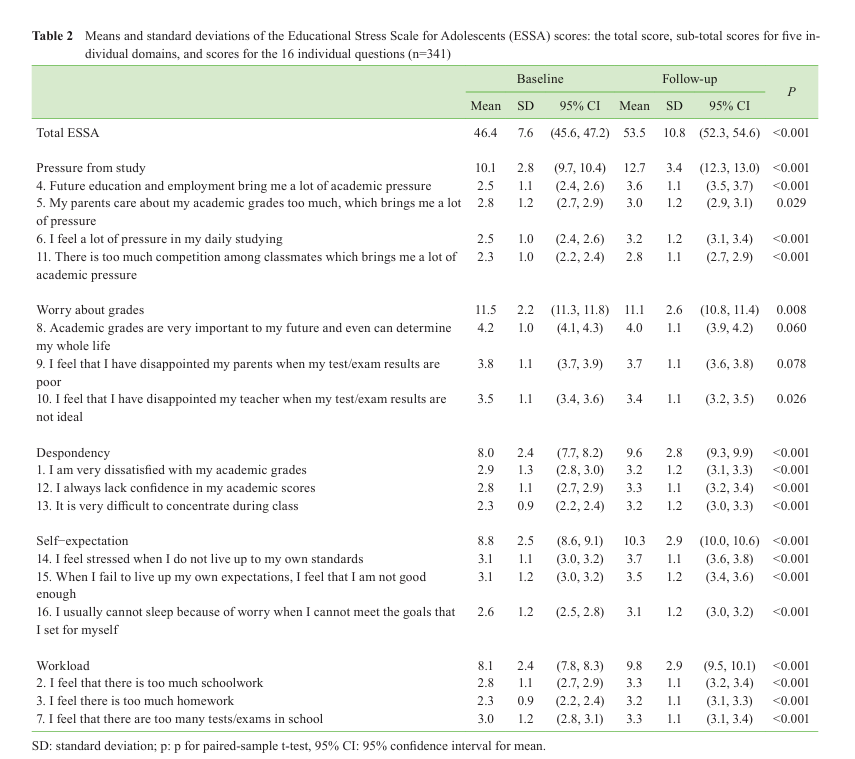 Table 2 Means and standard deviations of the Educational Stress Scale for Adolescents (ESSA) scores: the total score, sub-total scores for five in-
dividual domains, and scores for the 16 individual questions (n=341)
Baseline Follow-up P
Mean SD 95% CI Mean SD 95% CI
Total ESSA 46.4 7.6 (45.6, 47.2) 53.5 10.8 (52.3, 54.6) <0.001
Pressure from study 10.1 2.8 (9.7, 10.4) 12.7 3.4 (12.3, 13.0) <0.001
4. Future education and employment bring me a lot of academic pressure 2.5 1.1 (2.4, 2.6) 3.6 1.1 (3.5, 3.7) <0.001
5. My parents care about my academic grades too much, which brings me a lot 2.8 1.2 (2.7, 2.9) 3.0 1.2 (2.9, 3.1) 0.029
of pressure
6. I feel a lot of pressure in my daily studying 2.5 1.0 (2.4, 2.6) 3.2 1.2 (3.1, 3.4) <0.001
11. There is too much competition among classmates which brings me a lot of 2.3 1.0 (2.2, 2.4) 2.8 1.1 (2.7, 2.9) <0.001
academic pressure
Worry about grades 11.5 2.2 (11.3, 11.8) 11.1 2.6 (10.8, 11.4) 0.008
8. Academic grades are very important to my future and even can determine 4.2 1.0 (4.1, 4.3) 4.0 1.1 (3.9, 4.2) 0.060
my whole life
9. I feel that I have disappointed my parents when my test/exam results are 3.8 1.1 (3.7, 3.9) 3.7 1.1 (3.6, 3.8) 0.078
poor
10. I feel that I have disappointed my teacher when my test/exam results are 3.5 1.1 (3.4, 3.6) 3.4 1.1 (3.2, 3.5) 0.026
not ideal
Despondency 8.0 2.4 (7.7, 8.2) 9.6 2.8 (9.3, 9.9) <0.001
1. I am very dissatisfied with my academic grades 2.9 1.3 (2.8, 3.0) 3.2 1.2 (3.1, 3.3) <0.001
12. I always lack confidence in my academic scores 2.8 1.1 (2.7, 2.9) 3.3 1.1 (3.2, 3.4) <0.001
13. It is very difficult to concentrate during class 2.3 0.9 (2.2, 2.4) 3.2 1.2 (3.0, 3.3) <0.001
Self−expectation 8.8 2.5 (8.6, 9.1) 10.3 2.9 (10.0, 10.6) <0.001
14. I feel stressed when I do not live up to my own standards 3.1 1.1 (3.0, 3.2) 3.7 1.1 (3.6, 3.8) <0.001
15. When I fail to live up my own expectations, I feel that I am not good 3.1 1.2 (3.0, 3.2) 3.5 1.2 (3.4, 3.6) <0.001
enough
16. I usually cannot sleep because of worry when I cannot meet the goals that 2.6 1.2 (2.5, 2.8) 3.1 1.2 (3.0, 3.2) <0.001
I set for myself
Workload 8.1 2.4 (7.8, 8.3) 9.8 2.9 (9.5, 10.1) <0.001
2. I feel that there is too much schoolwork 2.8 1.1 (2.7, 2.9) 3.3 1.1 (3.2, 3.4) <0.001
3. I feel there is too much homework 2.3 0.9 (2.2, 2.4) 3.2 1.1 (3.1, 3.3) <0.001
7. I feel that there are too many tests/exams in school 3.0 1.2 (2.8, 3.1) 3.3 1.1 (3.1, 3.4) <0.001
SD: standard deviation; p: p for paired-sample t-test, 95% CI: 95% confidence interval for mean.